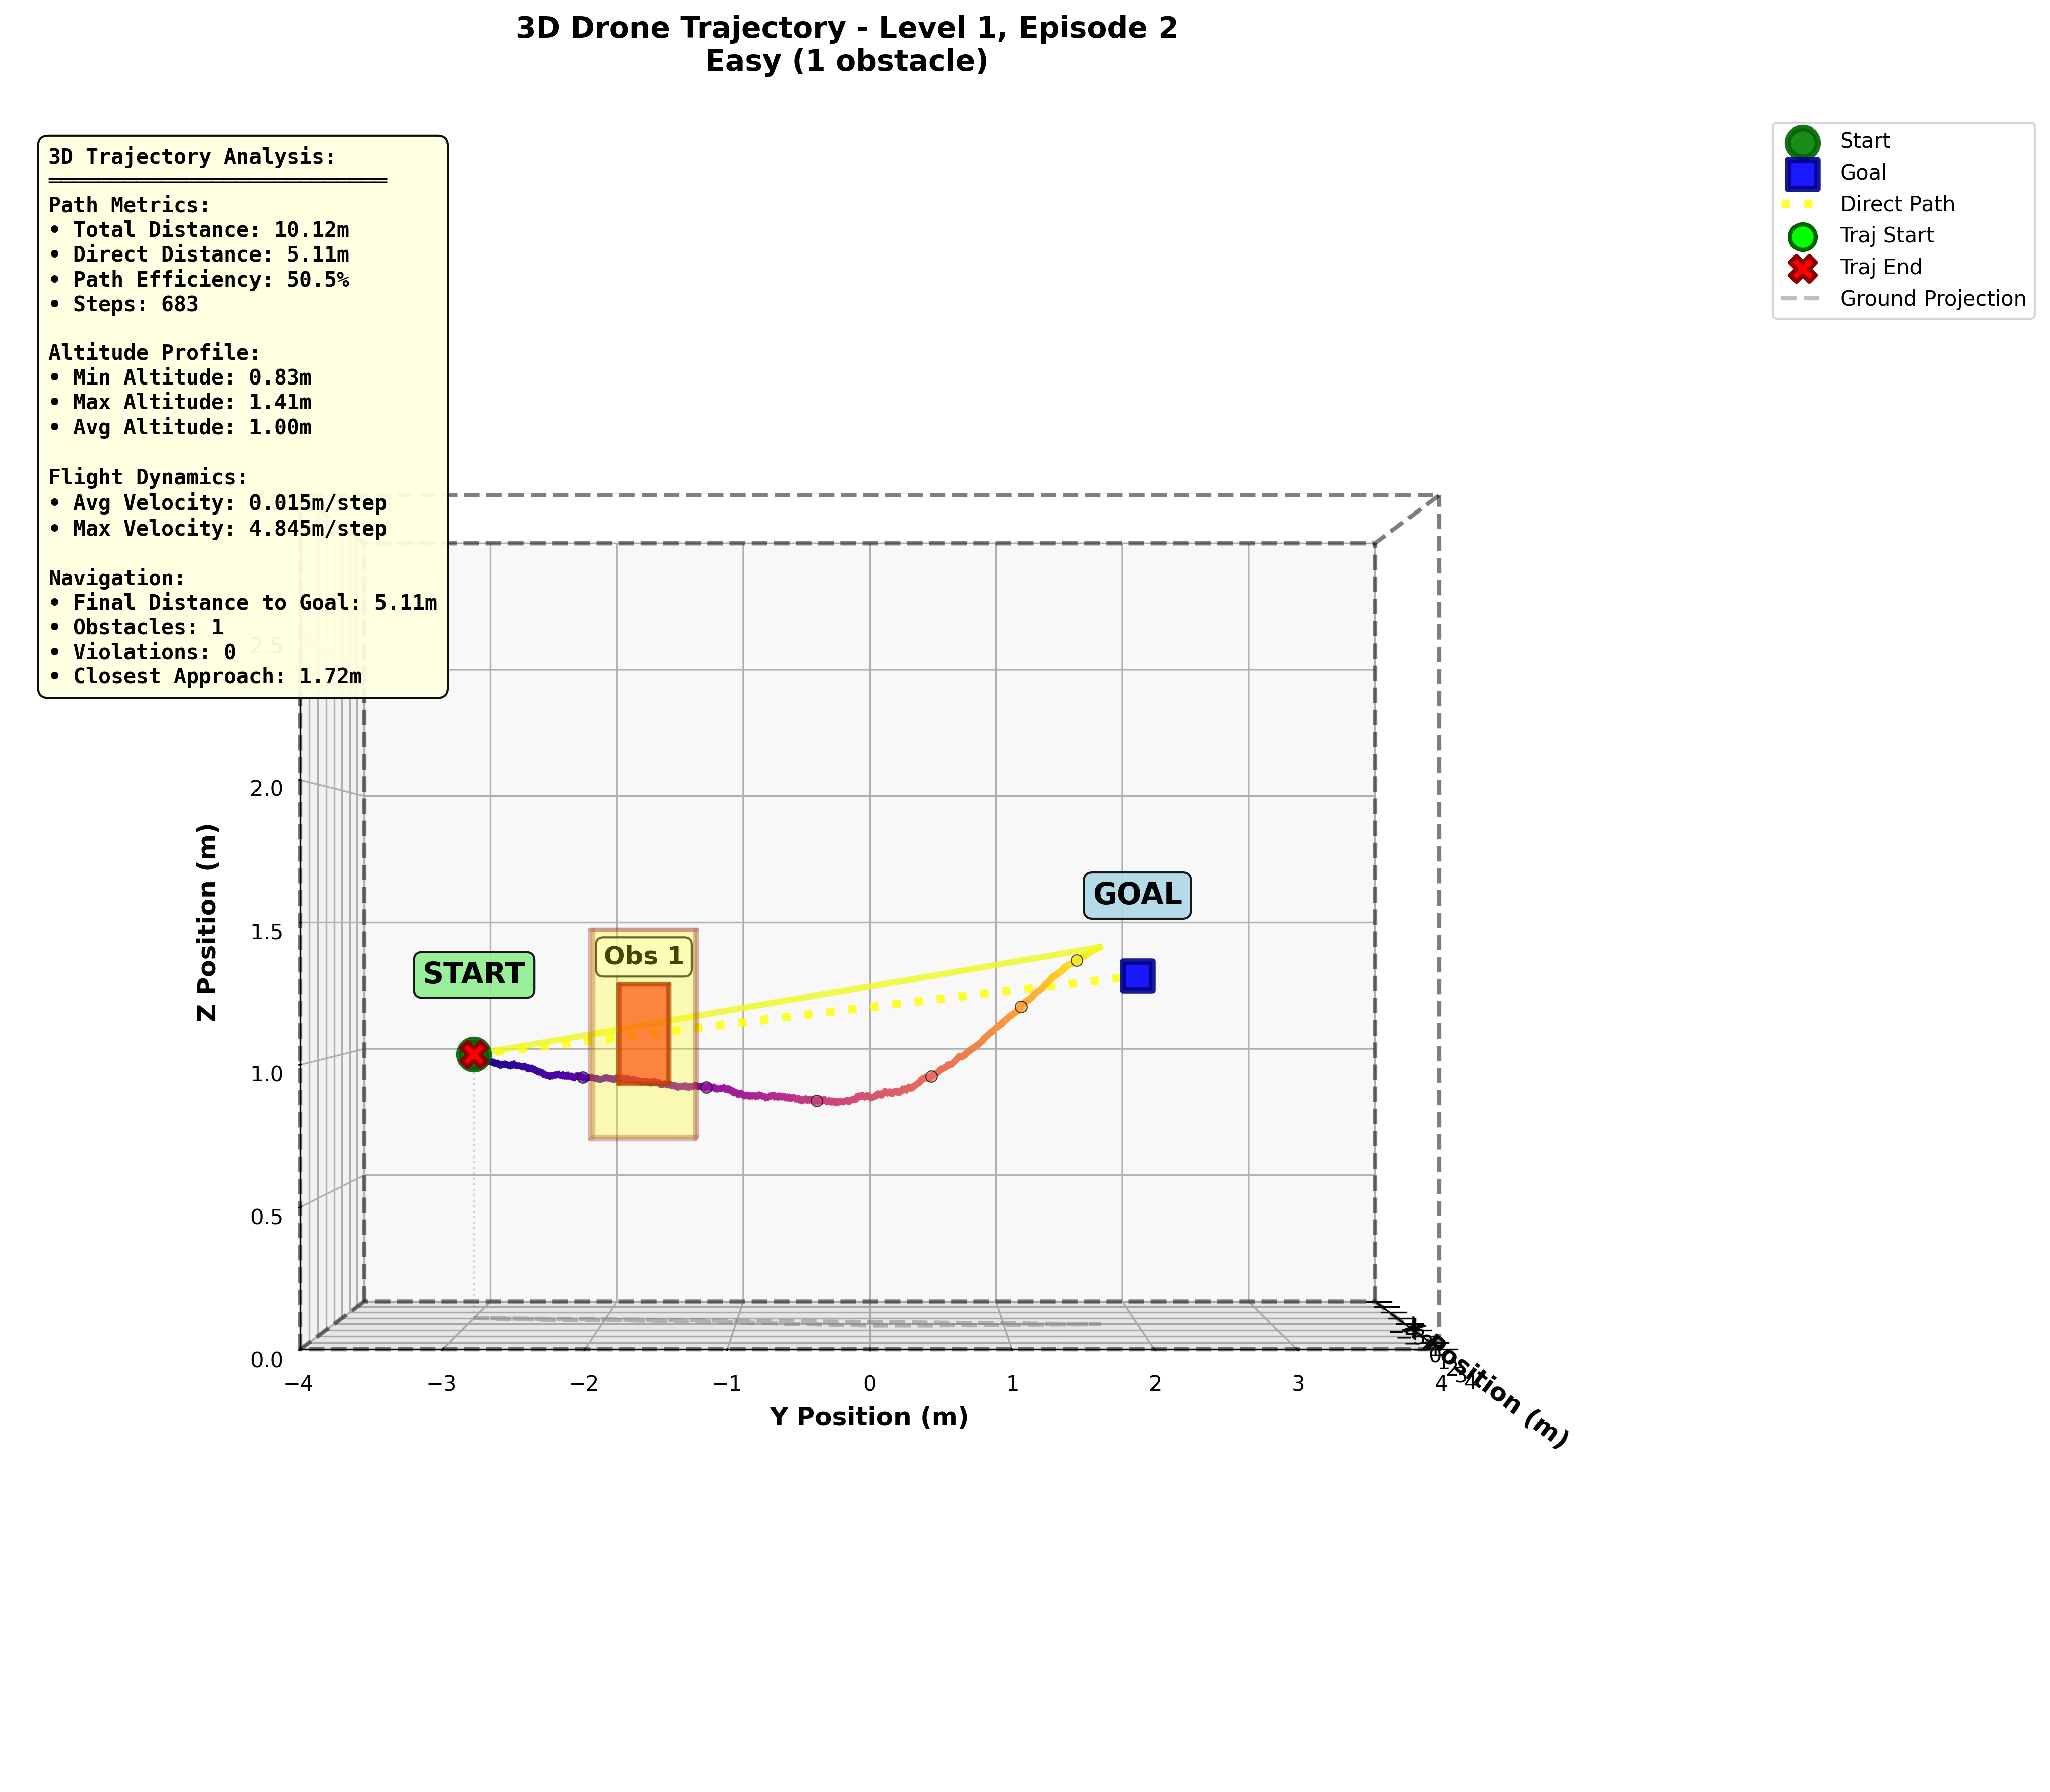 3D Drone Trajectory - Level 1, Episode 2
Easy (1 obstacle)
3D Trajectory Analysis:
Path Metrics:
• Total Distance: 10.12m
• Direct Distance: 5.11m
• Path Efficiency: 50.5%
• Steps: 683
Altitude Profile:
• Min Altitude: 0.83m
• Max Altitude: 1.41m
• Avg Altitude: 1.00m
Flight Dynamics:
• Avg Velocity: 0.015m/step
• Max Velocity: 4.845m/step
Navigation:
• Final Distance to Goal: 5.11m
• Obstacles: 1
• Violations: 0
• Closest Approach: 1.72m
Start
Goal
Direct Path
Traj Start
Traj End
Ground Projection
2.5
2.0
1.5
1.0
0.5
0.0
Z Position (m)
START
Obs 1
GOAL
−4
−3
−2
−1
0
1
2
3
4
Y Position (m)
X Position (m)